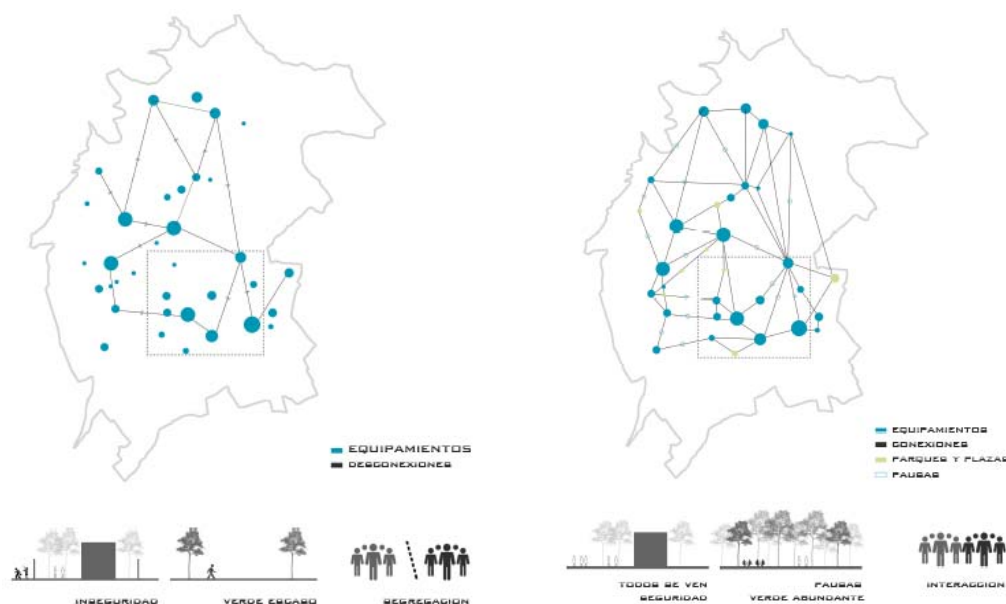 EQUIPAMIENTOS
DESCONEXIONES
EQUIPAMIENTOS
CONEXIONES
PARQUES Y PLAZAS
PAUSAS
INSEGURIDAD
VERDE ESCASO
SEGREGACION
TODOS SE VEN
SEGURIDAD
PAUSAS
VERDE ABUNDANTE
INTERACCION